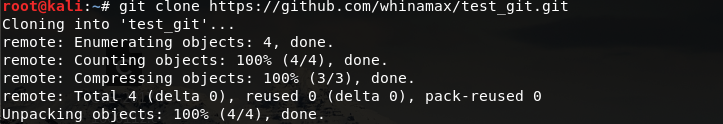 root@kali:~# git clone https://github.com/whinamax/test_git.git
Cloning into 'test_git'...
remote: Enumerating objects: 4, done.
remote: Counting objects: 100% (4/4), done.
remote: Compressing objects: 100% (3/3), done.
remote: Total 4 (delta 0), reused 0 (delta 0), pack-reused 0
Unpacking objects: 100% (4/4), done.